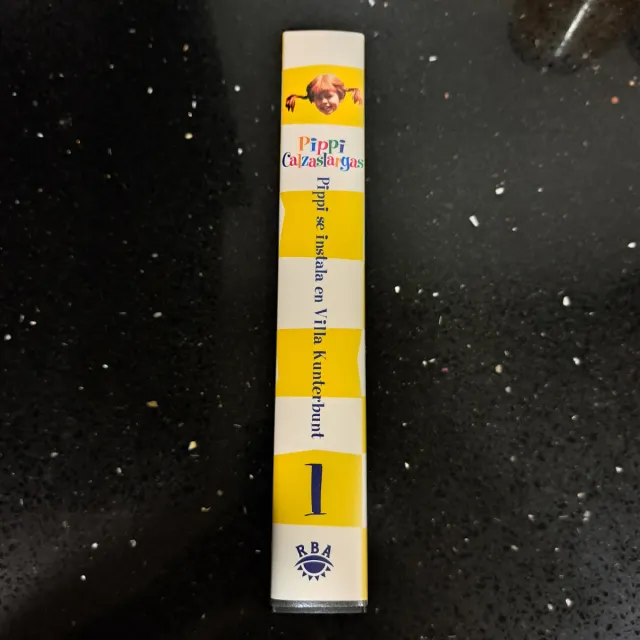 Pippi
Calzaslargas
Pippi se instala en Villa Kunterbunt
1
RBA